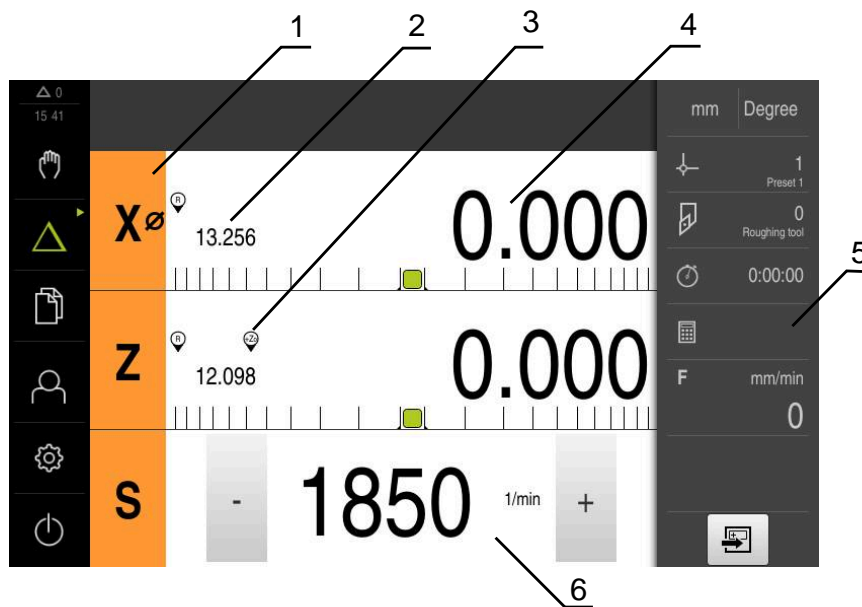 1
2
3
4
0
15 41
mm Degree
1
Preset 1
X⌀
R
13.256
0.000
0
Roughing tool
5
0:00:00
Z
R
+Z0
12.098
0.000
F mm/min
0
S
-
1850
1/min
+
6